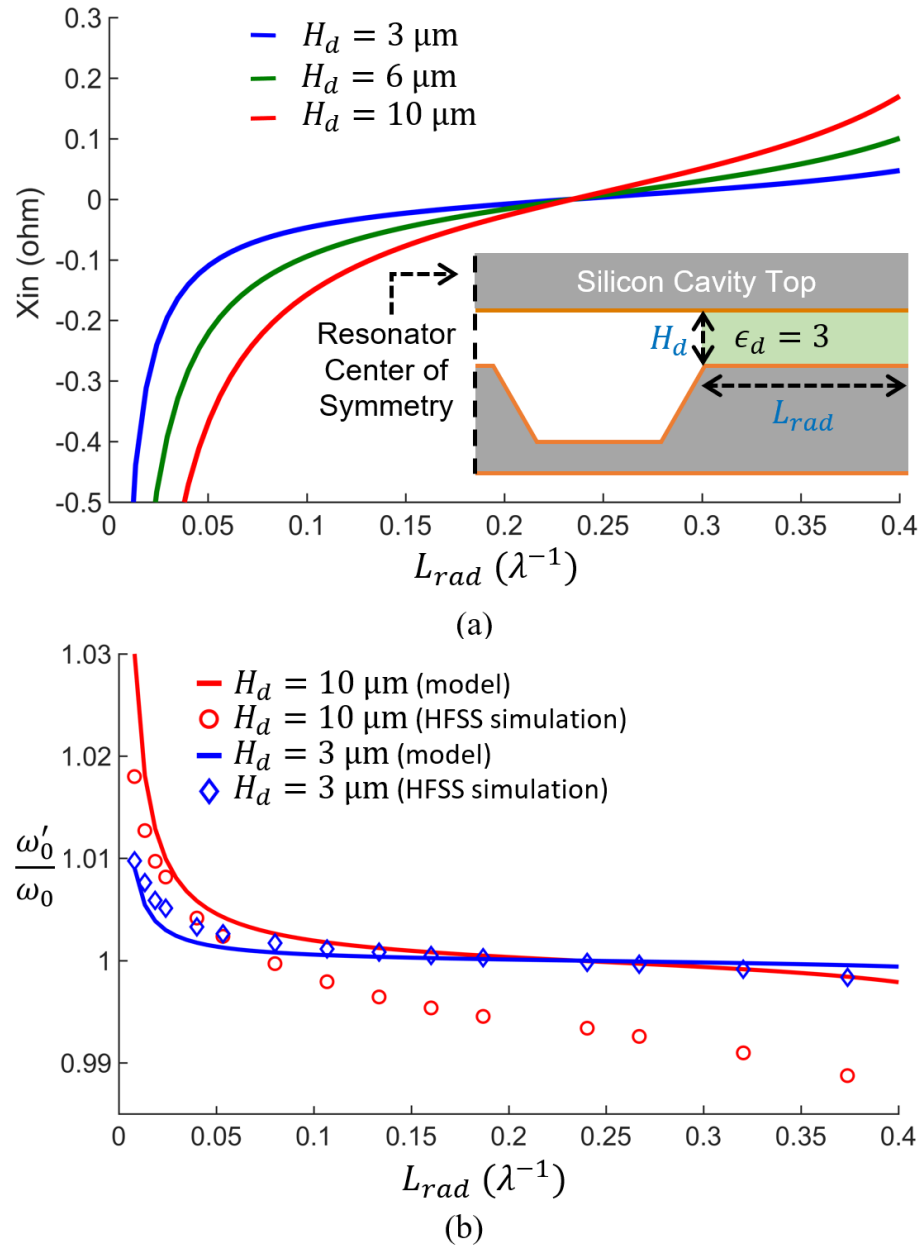 0.3
0.2
0.1
0
-0.1
-0.2
-0.3
-0.4
-0.5
Xin (ohm)
H_d = 3 μm
H_d = 6 μm
H_d = 10 μm
Silicon Cavity Top
Resonator
Center of
Symmetry
H_d
ϵ_d = 3
L_rad
0 0.05 0.1 0.15 0.2 0.25 0.3 0.35 0.4
L_rad (λ⁻¹)
(a)
1.03
1.02
1.01
1
0.99
ω₀′
ω₀
H_d = 10 μm (model)
H_d = 10 μm (HFSS simulation)
H_d = 3 μm (model)
H_d = 3 μm (HFSS simulation)
0 0.05 0.1 0.15 0.2 0.25 0.3 0.35 0.4
L_rad (λ⁻¹)
(b)